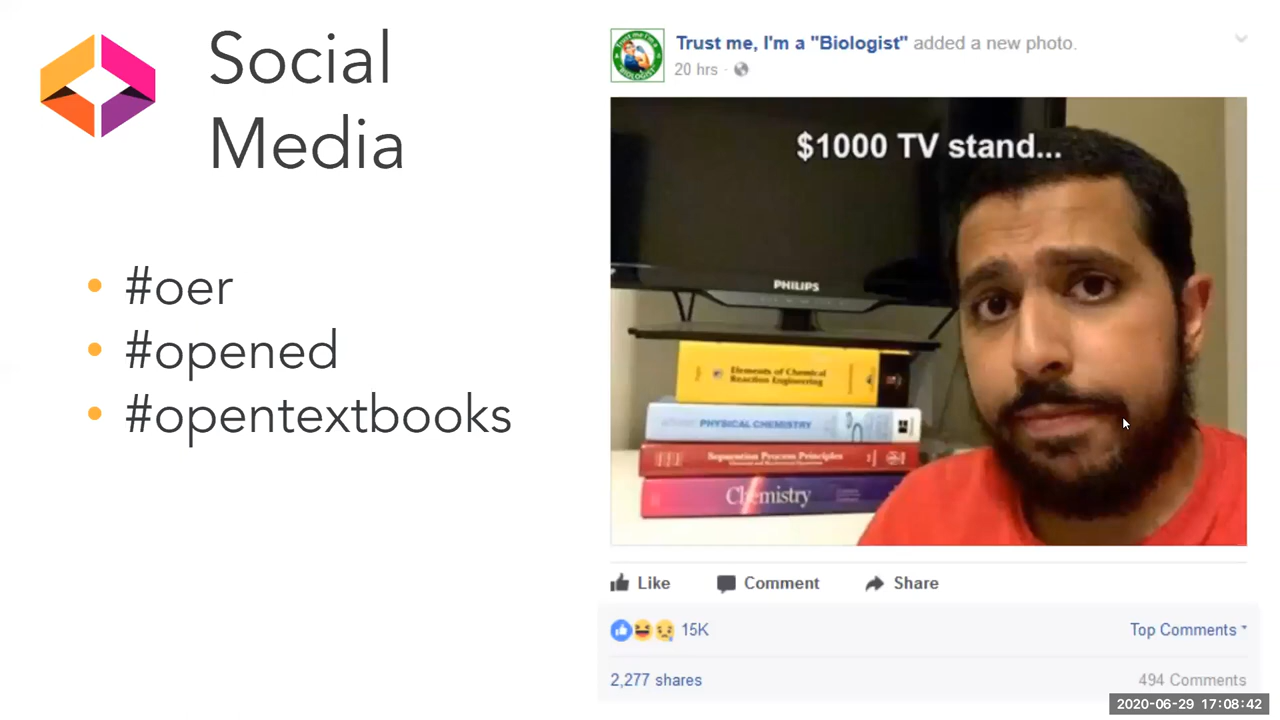 Social
Media
#oer
#opened
#opentextbooks
Trust me, I'm a "Biologist" added a new photo.
20 hrs
$1000 TV stand...
PHILIPS
Elements of Chemical
Reaction Engineering
PHYSICAL CHEMISTRY
Separation Process Principles
Chemistry
Like
Comment
Share
15K
Top Comments
2,277 shares
494 Comments
2020-06-29 17:08:42